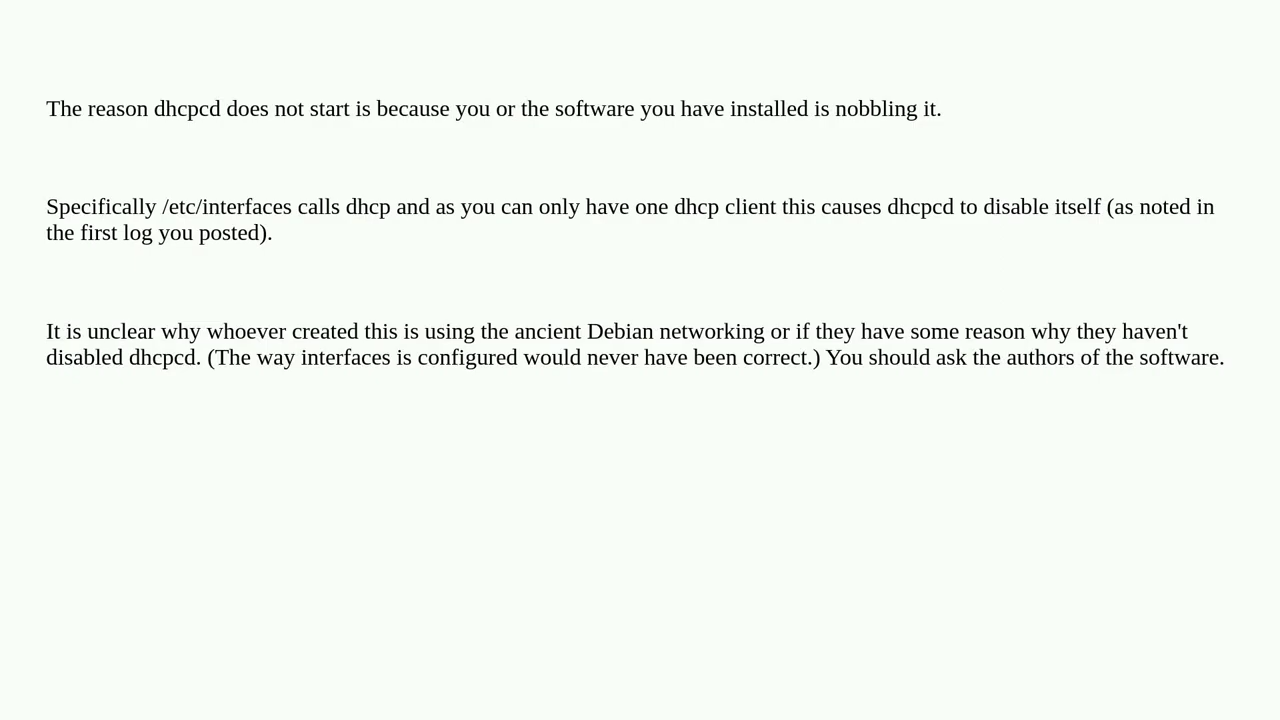 The reason dhcpcd does not start is because you or the software you have installed is nobbling it.
Specifically /etc/interfaces calls dhcp and as you can only have one dhcp client this causes dhcpcd to disable itself (as noted in
the first log you posted).
It is unclear why whoever created this is using the ancient Debian networking or if they have some reason why they haven't
disabled dhcpcd. (The way interfaces is configured would never have been correct.) You should ask the authors of the software.